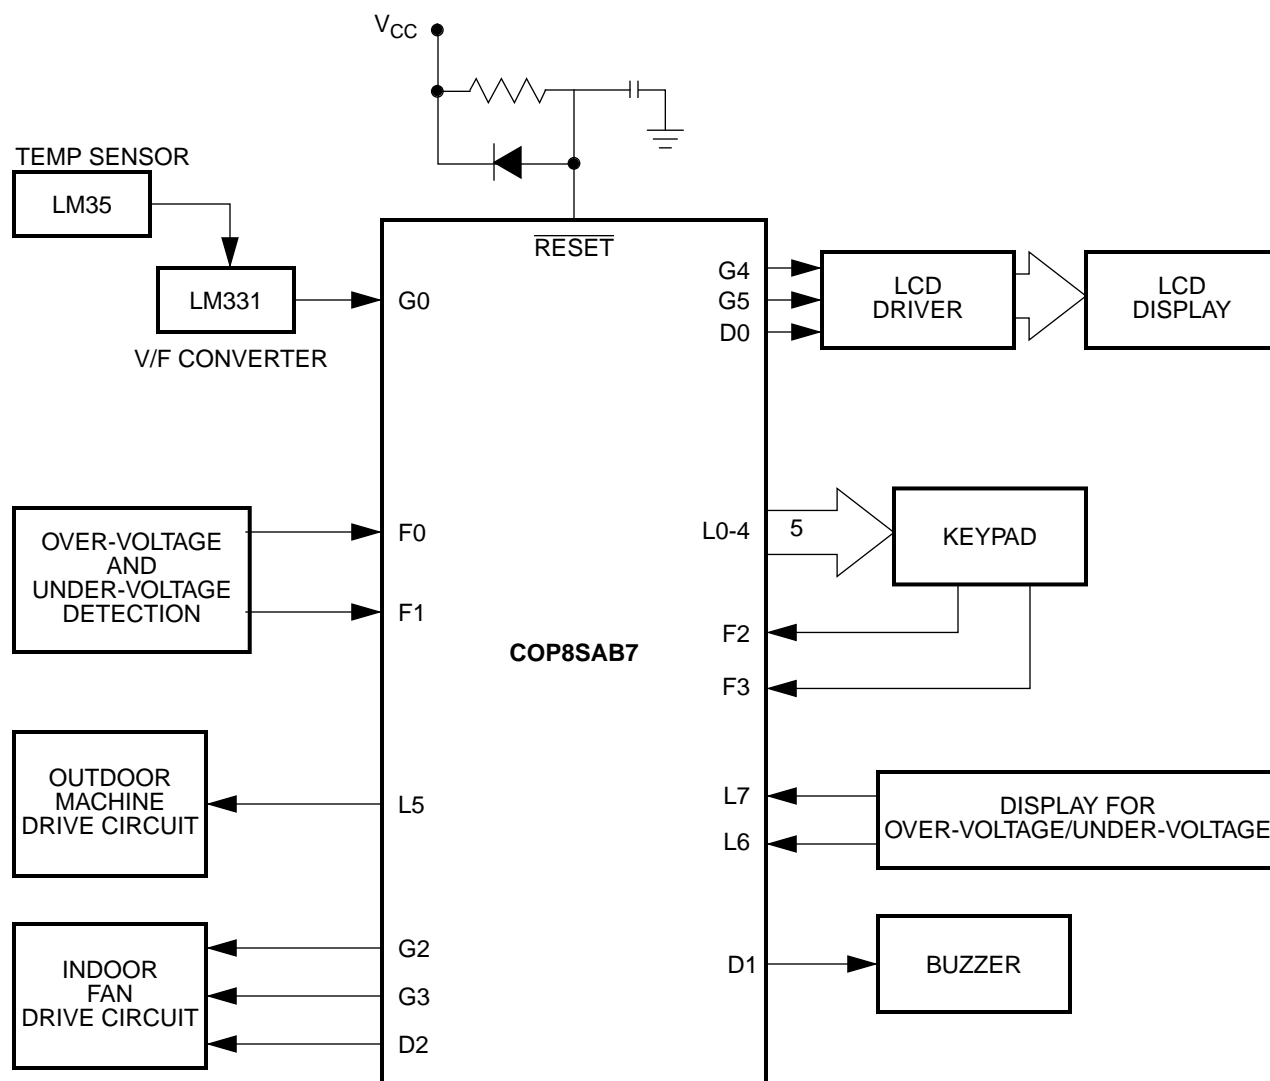 VCC
TEMP SENSOR
LM35
LM331
V/F CONVERTER
RESET
G0
G4
G5
D0
LCD
DRIVER
LCD
DISPLAY
OVER-VOLTAGE
AND
UNDER-VOLTAGE
DETECTION
F0
F1
L0-4
5
KEYPAD
F2
F3
COP8SAB7
OUTDOOR
MACHINE
DRIVE CIRCUIT
L5
L7
L6
DISPLAY FOR
OVER-VOLTAGE/UNDER-VOLTAGE
INDOOR
FAN
DRIVE CIRCUIT
G2
G3
D2
D1
BUZZER